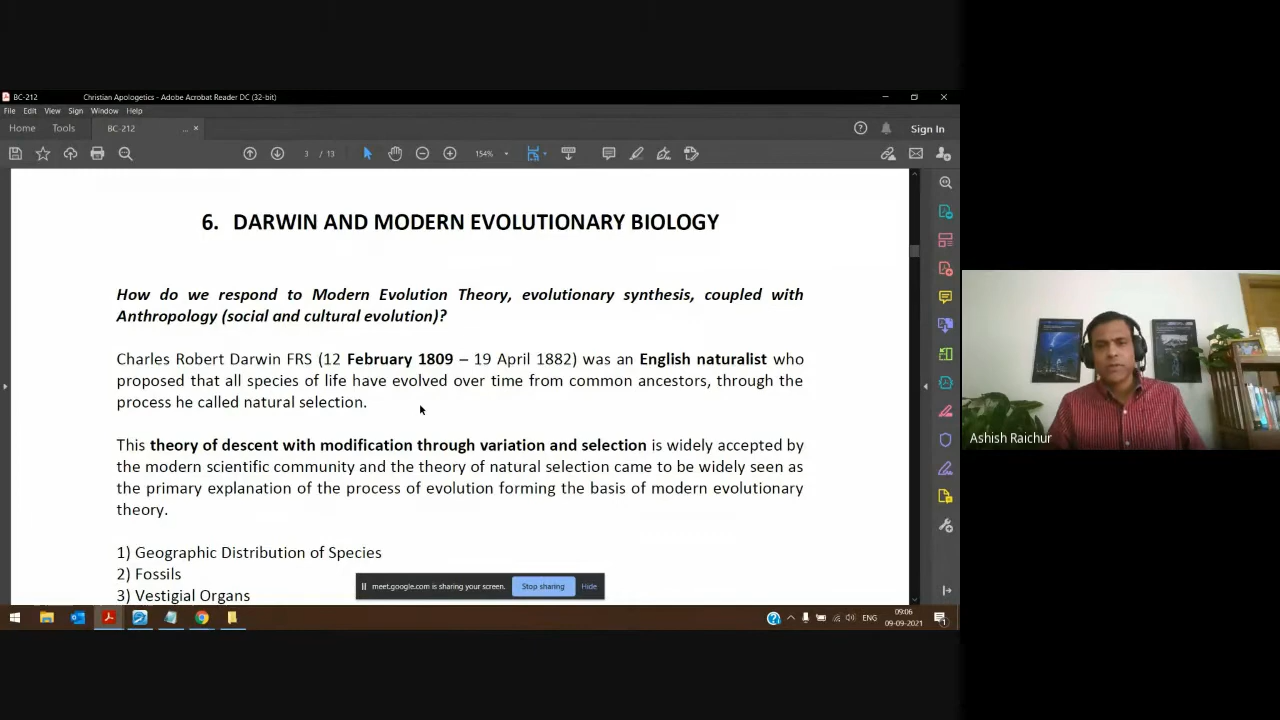 BC-212 Christian Apologetics - Adobe Acrobat Reader DC (32-bit)
File Edit View Sign Window Help
Home Tools BC-212 ... × Sign In
3 / 13 154%
6. DARWIN AND MODERN EVOLUTIONARY BIOLOGY
How do we respond to Modern Evolution Theory, evolutionary synthesis, coupled with
Anthropology (social and cultural evolution)?
Charles Robert Darwin FRS (12 February 1809 – 19 April 1882) was an English naturalist who
proposed that all species of life have evolved over time from common ancestors, through the
process he called natural selection.
This theory of descent with modification through variation and selection is widely accepted by
the modern scientific community and the theory of natural selection came to be widely seen as
the primary explanation of the process of evolution forming the basis of modern evolutionary
theory.
1) Geographic Distribution of Species
2) Fossils
3) Vestigial Organs
meet.google.com is sharing your screen. Stop sharing Hide
Ashish Raichur
ENG
09:06
09-09-2021